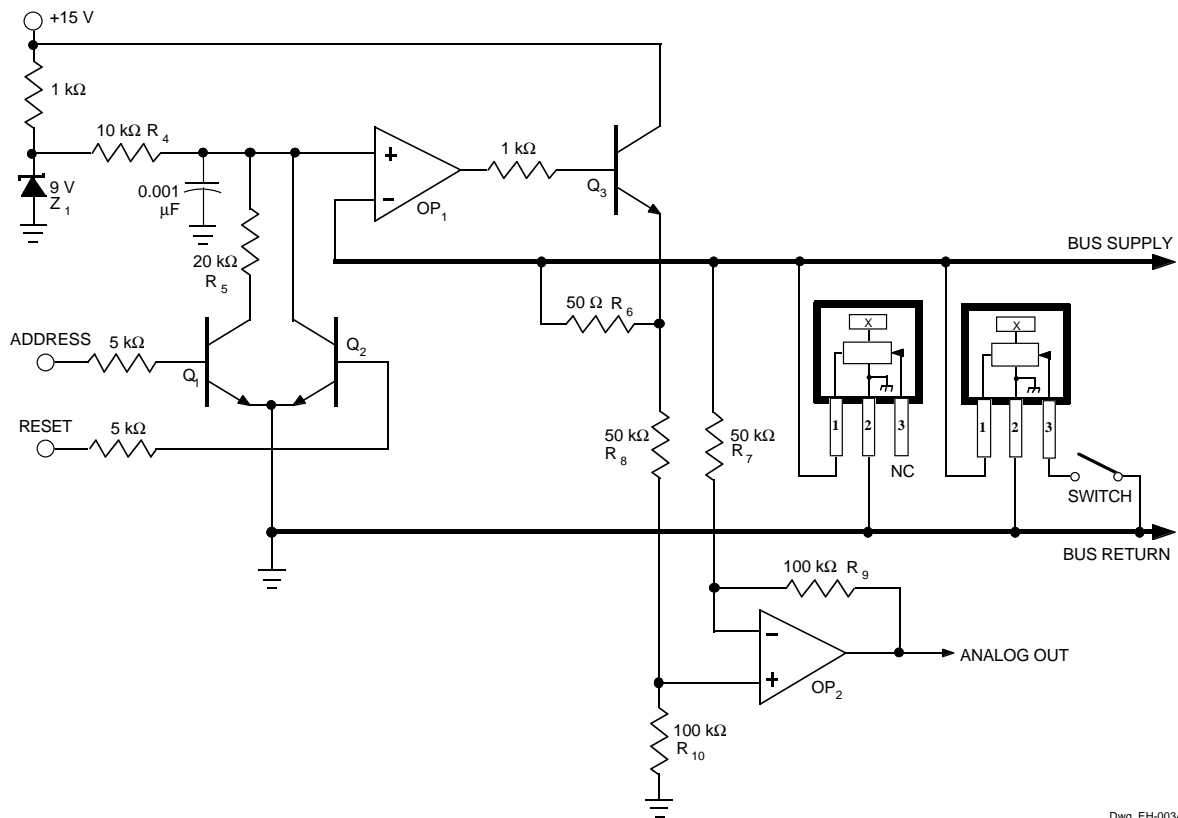 +15 V
1 kΩ
10 kΩ R4
9 V
Z1
0.001
µF
+
-
OP1
1 kΩ
Q3
20 kΩ
R5
BUS SUPPLY
50 Ω R6
X
1
2
3
NC
X
1
2
3
SWITCH
ADDRESS
5 kΩ
Q1
Q2
RESET
5 kΩ
50 kΩ
R8
50 kΩ
R7
BUS RETURN
100 kΩ R9
-
+
OP2
ANALOG OUT
100 kΩ
R10